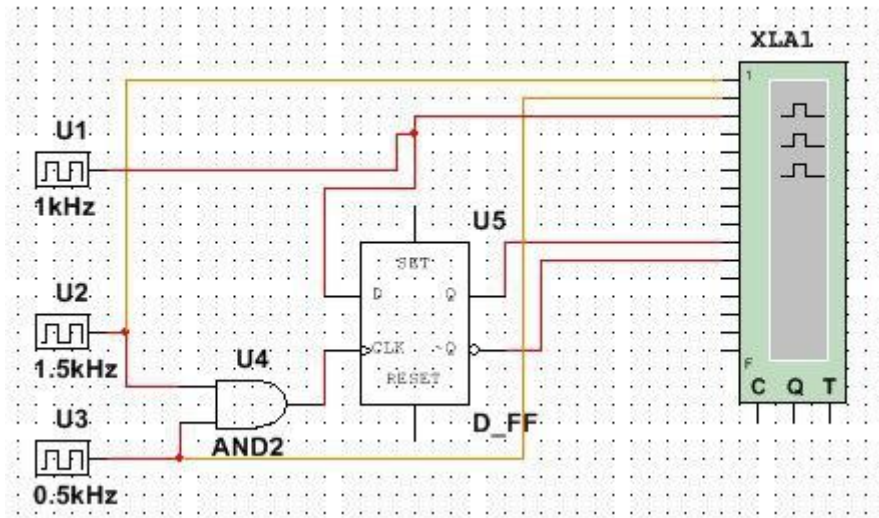 XLA1
1
U1
1kHz
U5
SET
D Q
U2
1.5kHz
U4
CLK ~Q
RESET
F
C Q T
U3
AND2
D_FF
0.5kHz